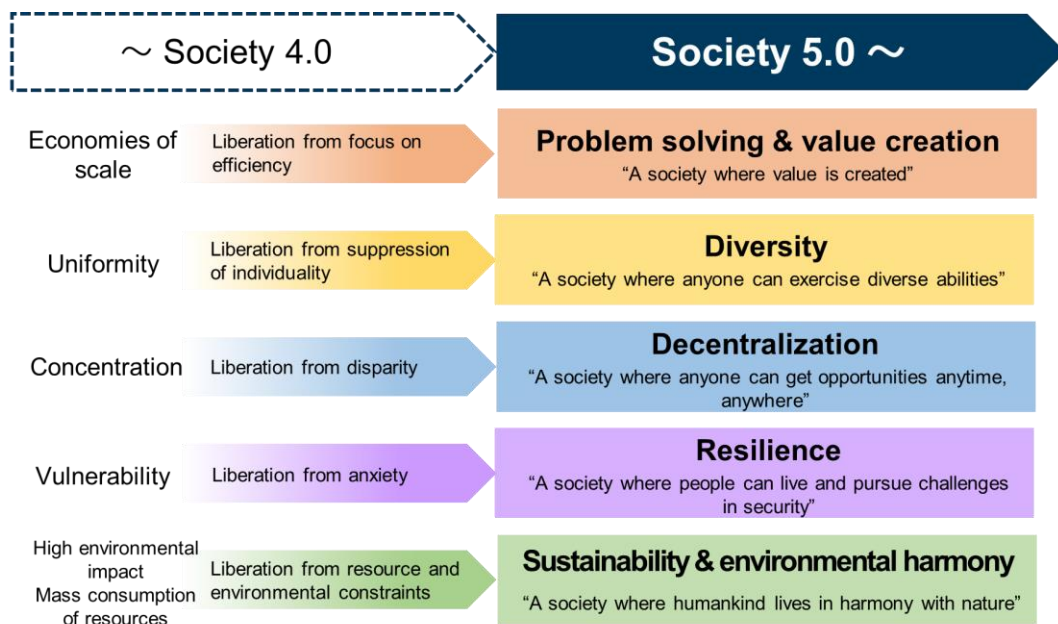 ～ Society 4.0
Society 5.0 ～
Economies of
scale
Liberation from focus on
efficiency
Problem solving & value creation
“A society where value is created”
Uniformity
Liberation from suppression
of individuality
Diversity
“A society where anyone can exercise diverse abilities”
Concentration
Liberation from disparity
Decentralization
“A society where anyone can get opportunities anytime,
anywhere”
Vulnerability
Liberation from anxiety
Resilience
“A society where people can live and pursue challenges
in security”
High environmental
impact
Mass consumption
of resources
Liberation from resource and
environmental constraints
Sustainability & environmental harmony
“A society where humankind lives in harmony with nature”